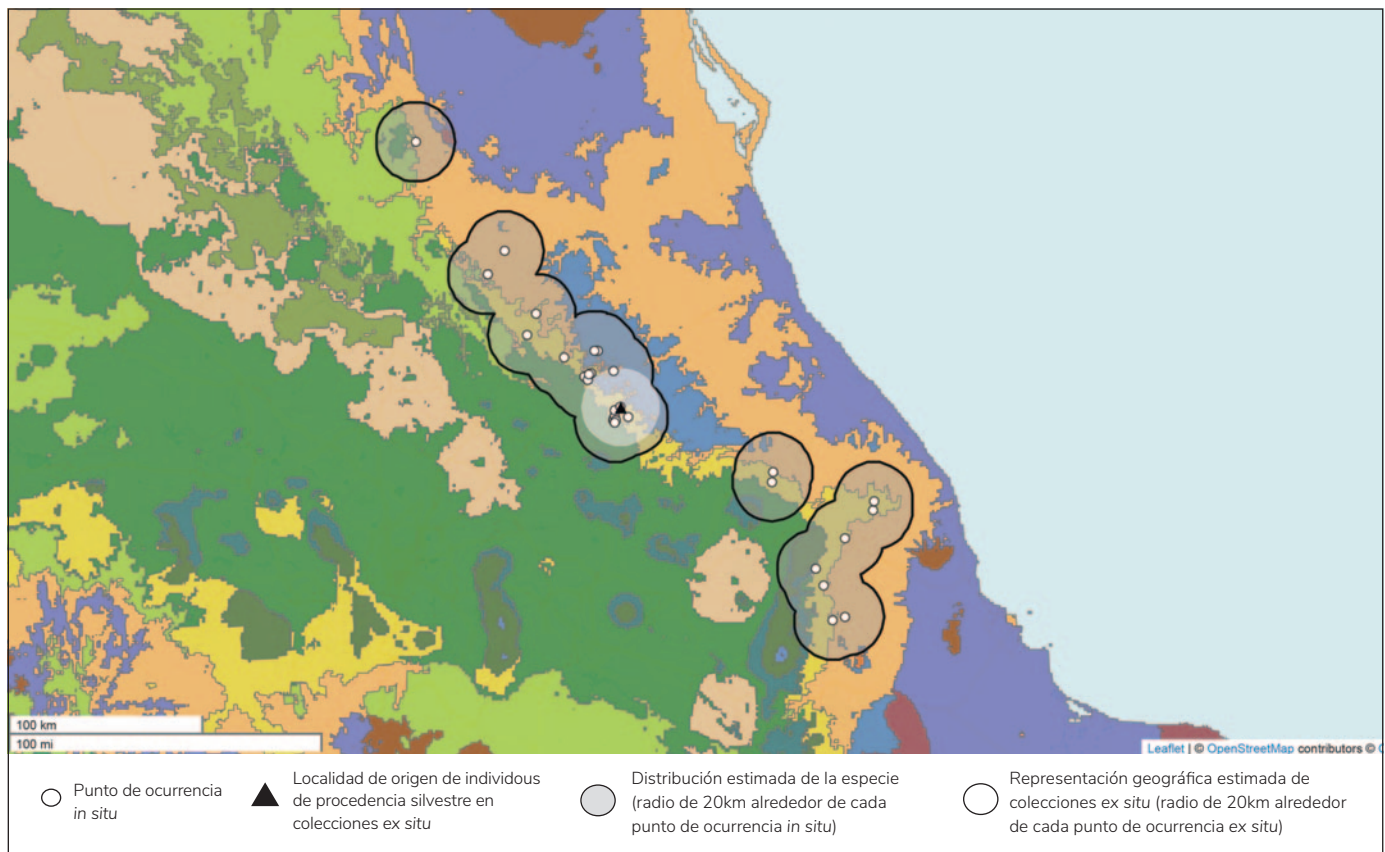 100 km
100 mi
Leaflet | © OpenStreetMap contributors © C
Punto de ocurrencia
in situ
Localidad de origen de individous
de procedencia silvestre en
colecciones ex situ
Distribución estimada de la especie
(radio de 20km alrededor de cada
punto de ocurrencia in situ)
Representación geográfica estimada de
colecciones ex situ (radio de 20km alrededor
de cada punto de ocurrencia ex situ)